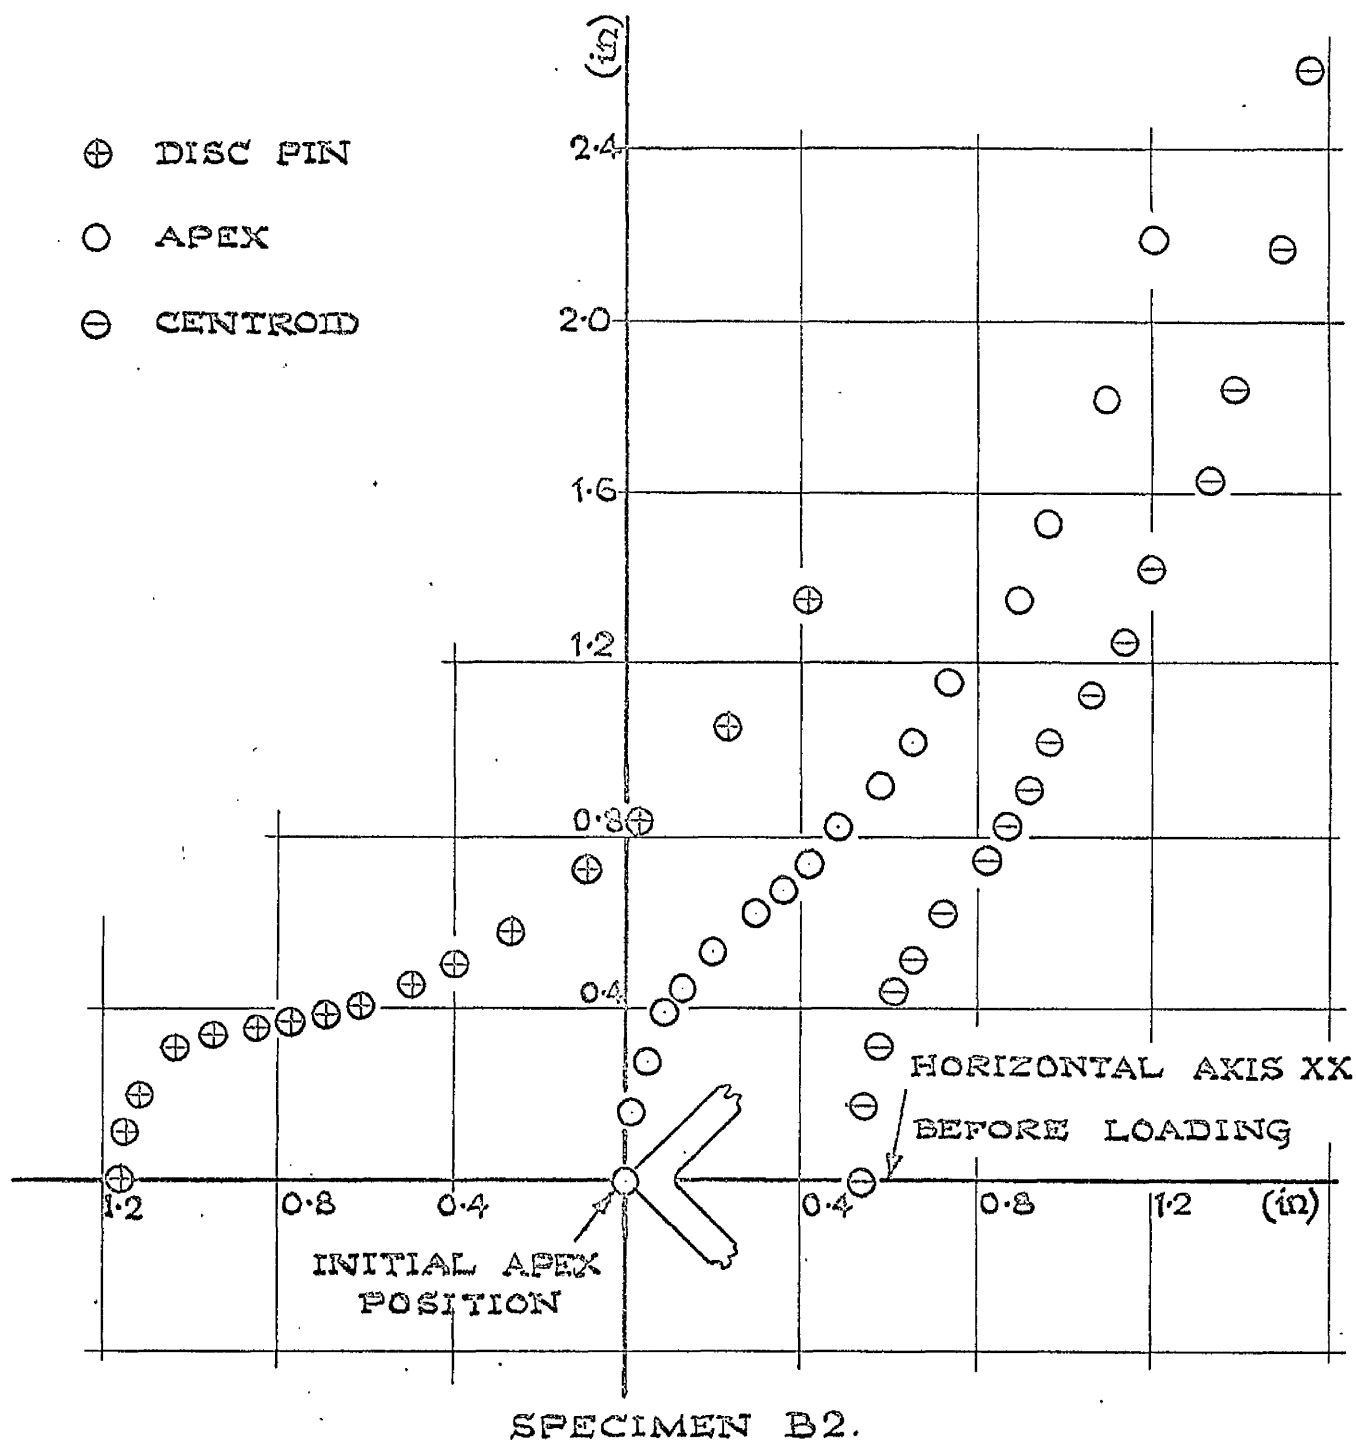 (in)
2.4
DISC PIN
APEX
2.0
CENTROID
1.6
1.2
0.8
0.4
HORIZONTAL AXIS XX
BEFORE LOADING
1.2 0.8 0.4 0.4 0.8 1.2 (in)
INITIAL APEX
POSITION
SPECIMEN B2.